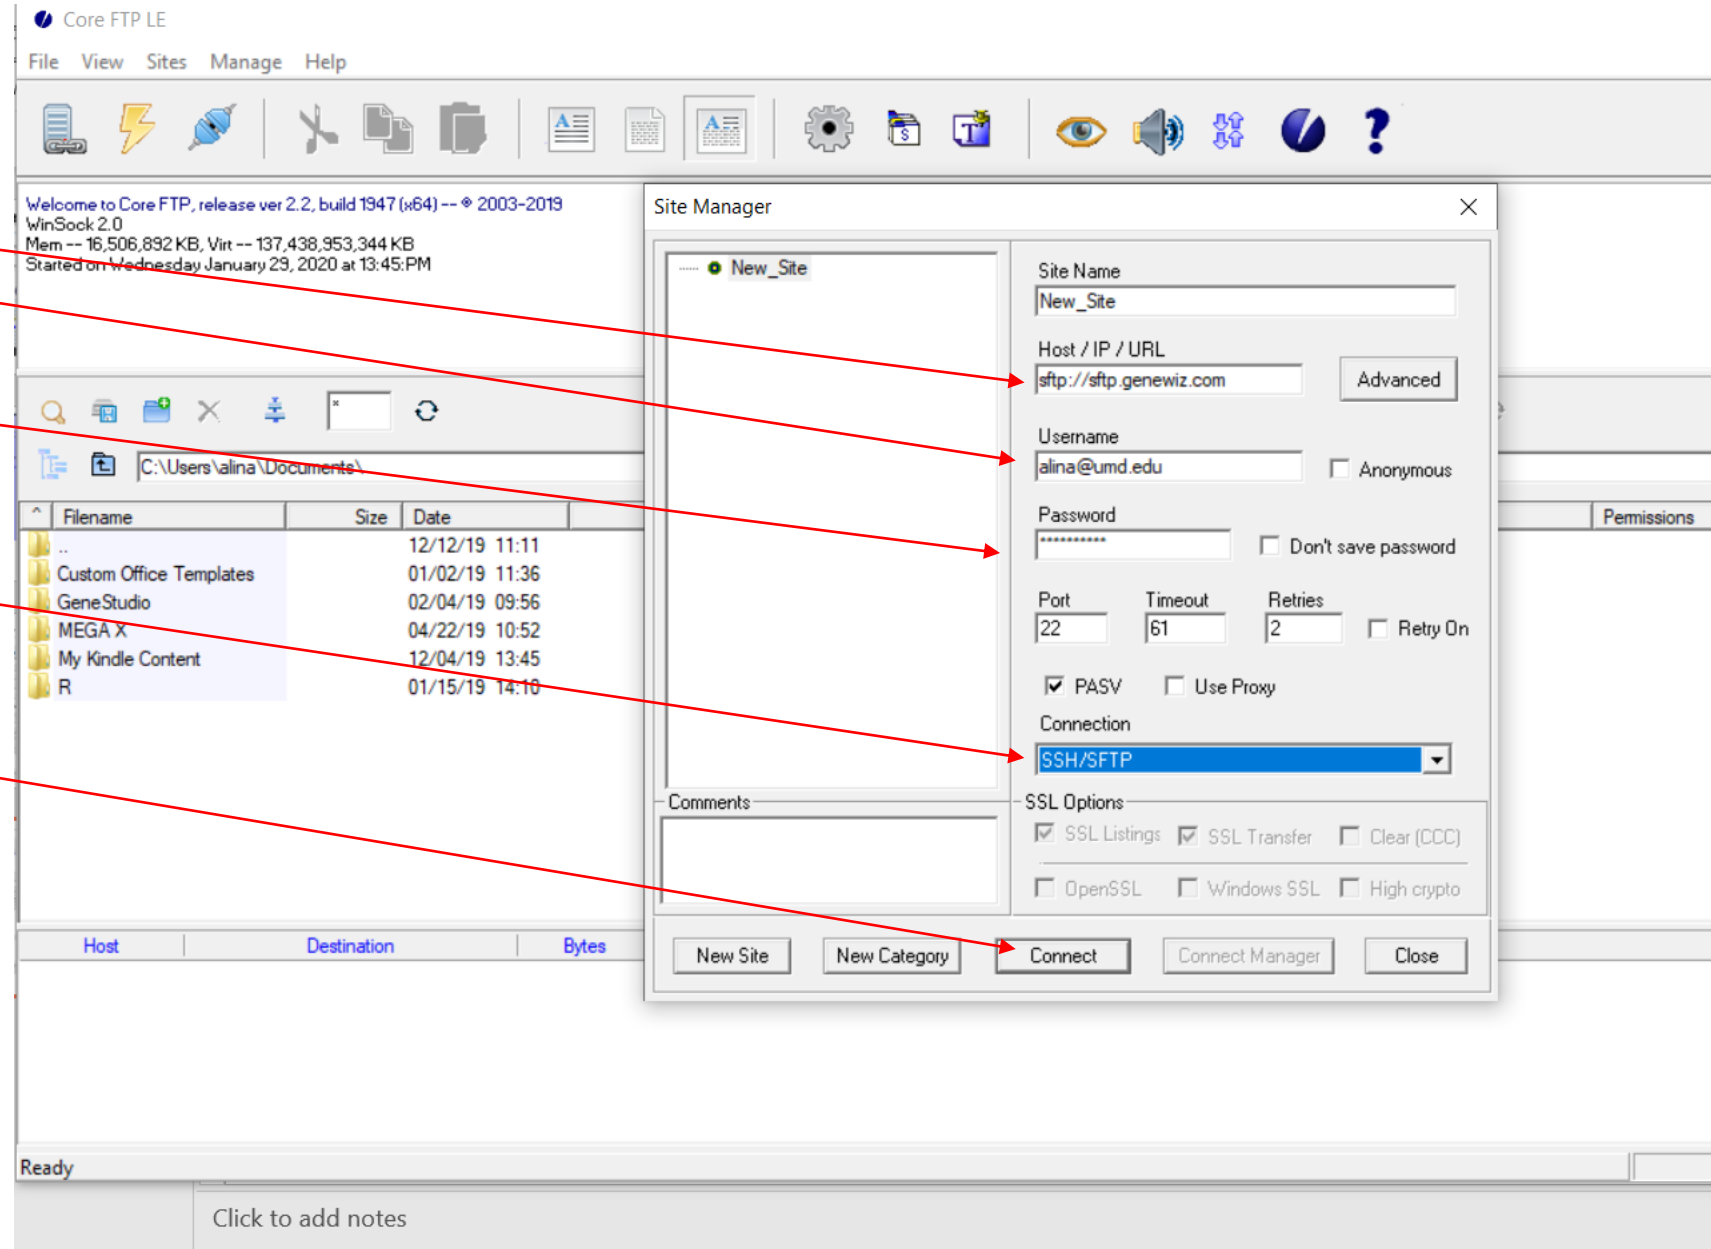 Core FTP LE
File View Sites Manage Help
Welcome to Core FTP, release ver 2.2, build 1947 (x64) -- © 2003-2019
WinSock 2.0
Mem -- 16,506,892 KB, Virt -- 137,438,953,344 KB
Started on Wednesday January 29, 2020 at 13:45:PM
*
C:\Users\alina\Documents\
^ Filename Size Date
.. 12/12/19 11:11
Custom Office Templates 01/02/19 11:36
GeneStudio 02/04/19 09:56
MEGA X 04/22/19 10:52
My Kindle Content 12/04/19 13:45
R 01/15/19 14:10
Permissions
Site Manager
New_Site
Site Name
New_Site
Host / IP / URL
sftp://sftp.genewiz.com Advanced
Username
alina@umd.edu Anonymous
Password
********** Don't save password
Port Timeout Retries
22 61 2 Retry On
PASV Use Proxy
Connection
SSH/SFTP
Comments
SSL Options
SSL Listings SSL Transfer Clear (CCC)
OpenSSL Windows SSL High crypto
New Site New Category Connect Connect Manager Close
Host Destination Bytes
Ready
Click to add notes